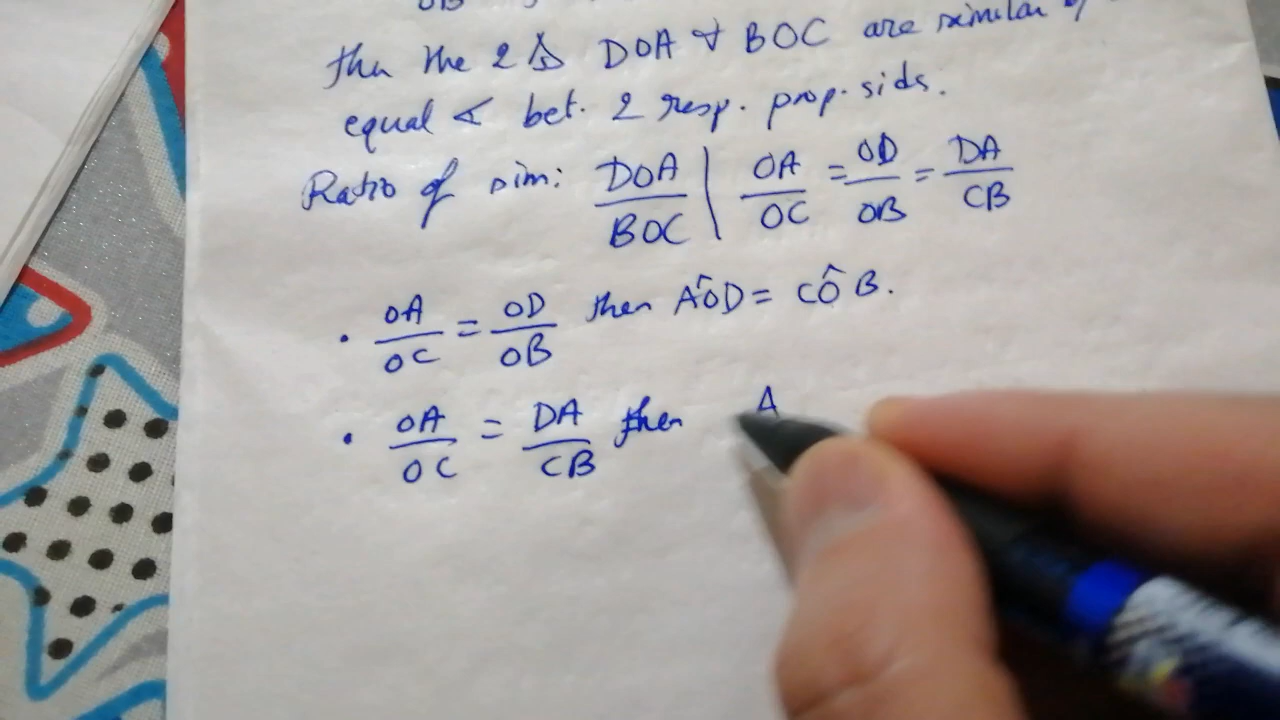 OB
then the 2 Δs DOA & BOC are similar by
equal ∢ bet. 2 resp. prop. sids.
Ratio of sim: DOA/BOC | OA/OC = OD/OB = DA/CB
• OA/OC = OD/OB then AÔD = CÔB.
• OA/OC = DA/CB then A